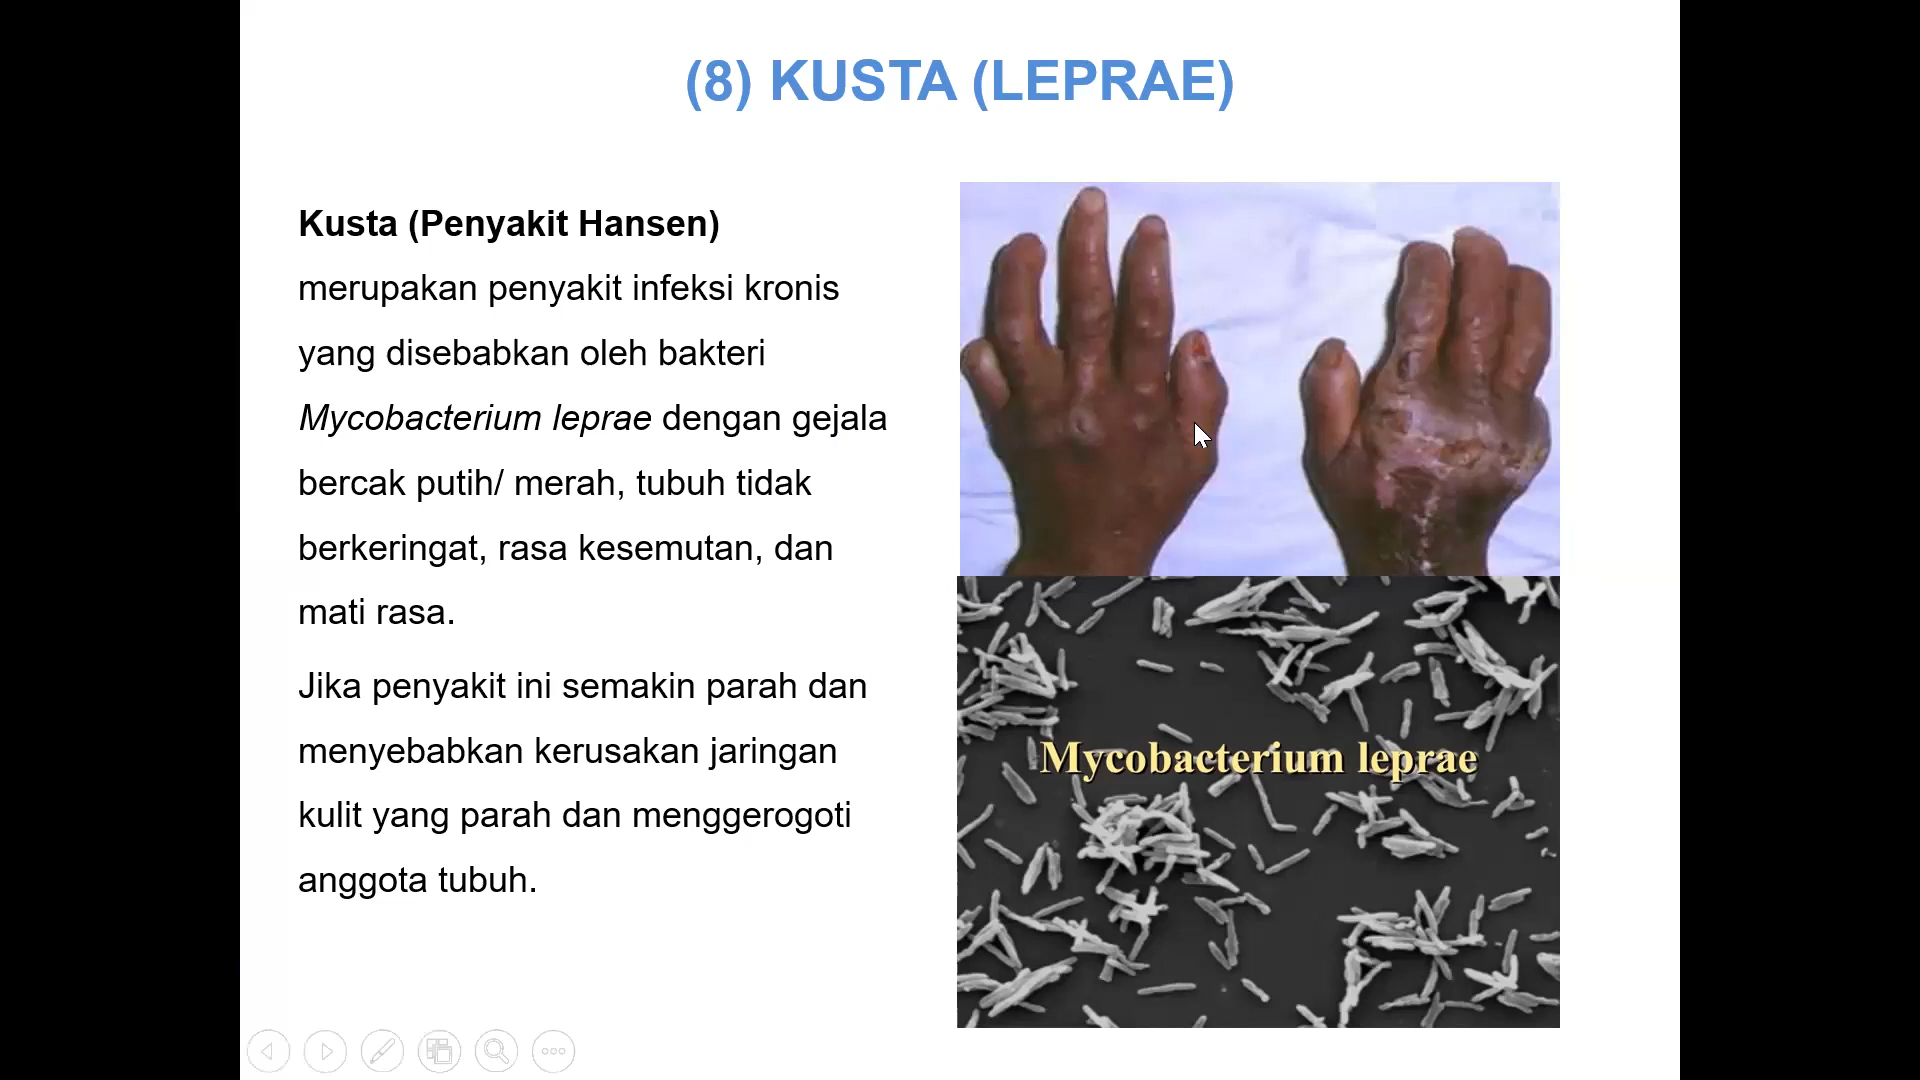 (8) KUSTA (LEPRAE)
Kusta (Penyakit Hansen)
merupakan penyakit infeksi kronis
yang disebabkan oleh bakteri
Mycobacterium leprae dengan gejala
bercak putih/ merah, tubuh tidak
berkeringat, rasa kesemutan, dan
mati rasa.
Jika penyakit ini semakin parah dan
menyebabkan kerusakan jaringan
kulit yang parah dan menggerogoti
anggota tubuh.
Mycobacterium leprae